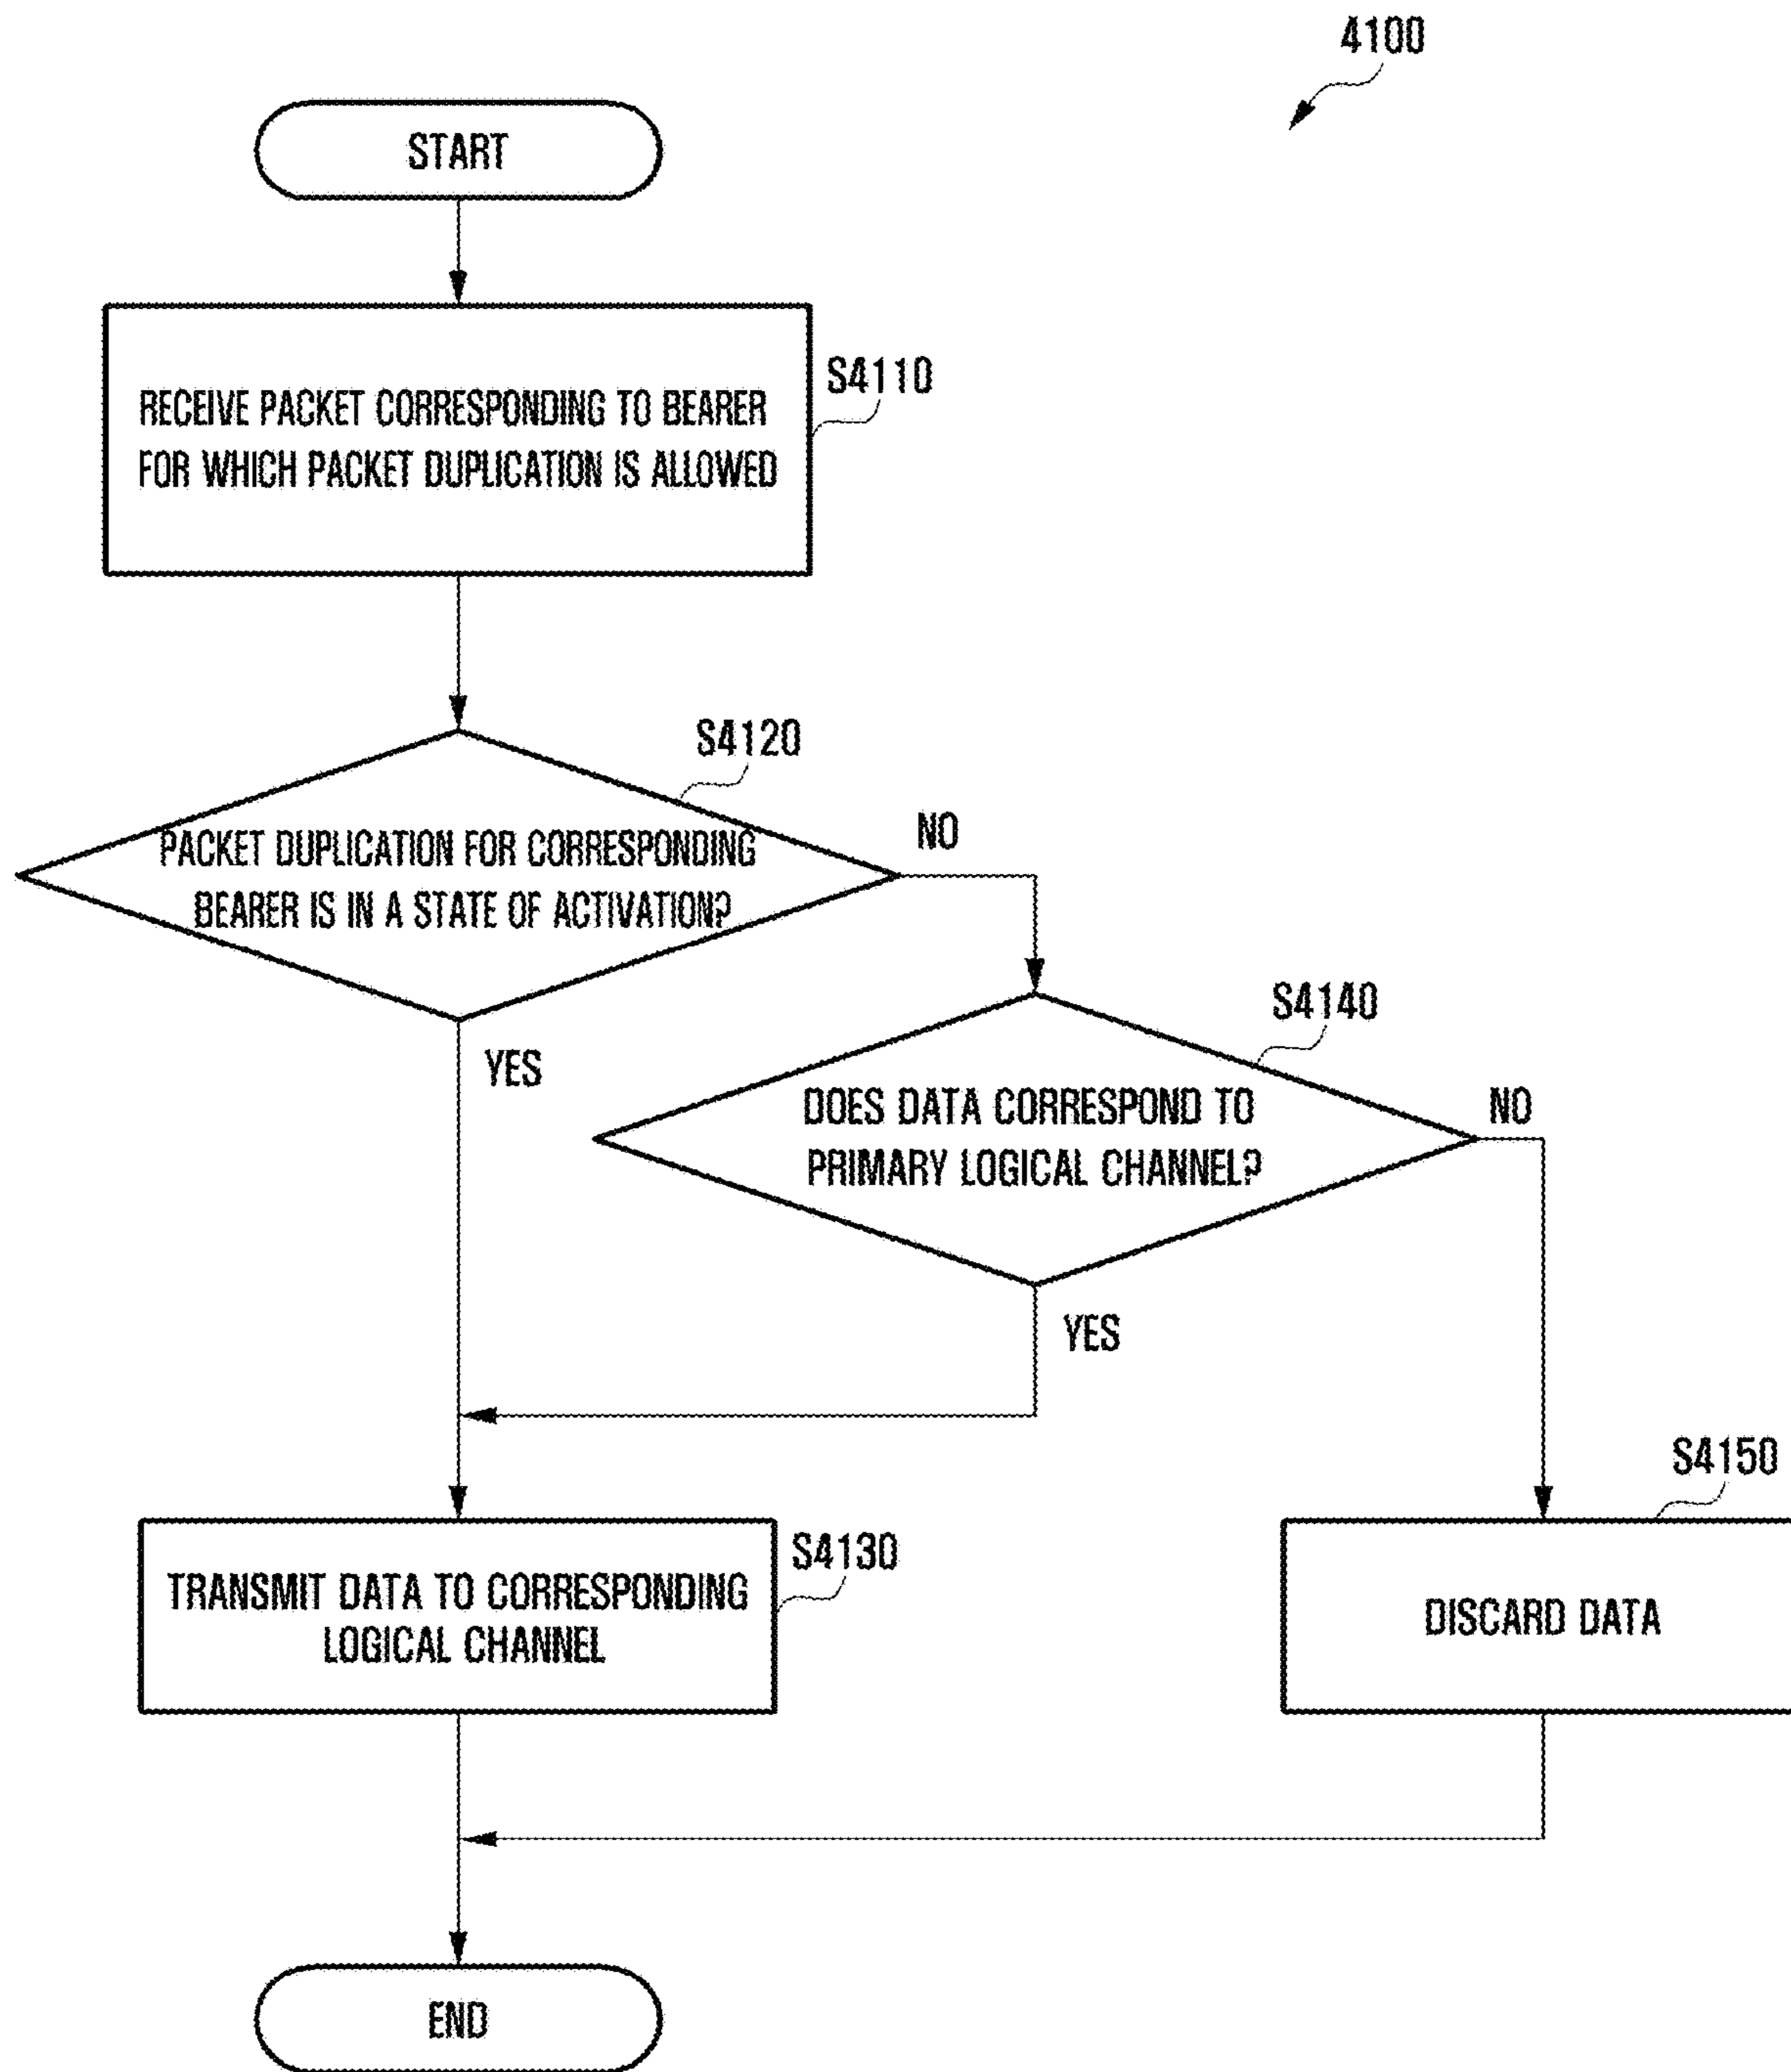 4100
START
RECEIVE PACKET CORRESPONDING TO BEARER
FOR WHICH PACKET DUPLICATION IS ALLOWED
S4110
S4120
PACKET DUPLICATION FOR CORRESPONDING
BEARER IS IN A STATE OF ACTIVATION?
NO
YES
S4140
DOES DATA CORRESPOND TO
PRIMARY LOGICAL CHANNEL?
NO
YES
S4130
TRANSMIT DATA TO CORRESPONDING
LOGICAL CHANNEL
S4150
DISCARD DATA
END